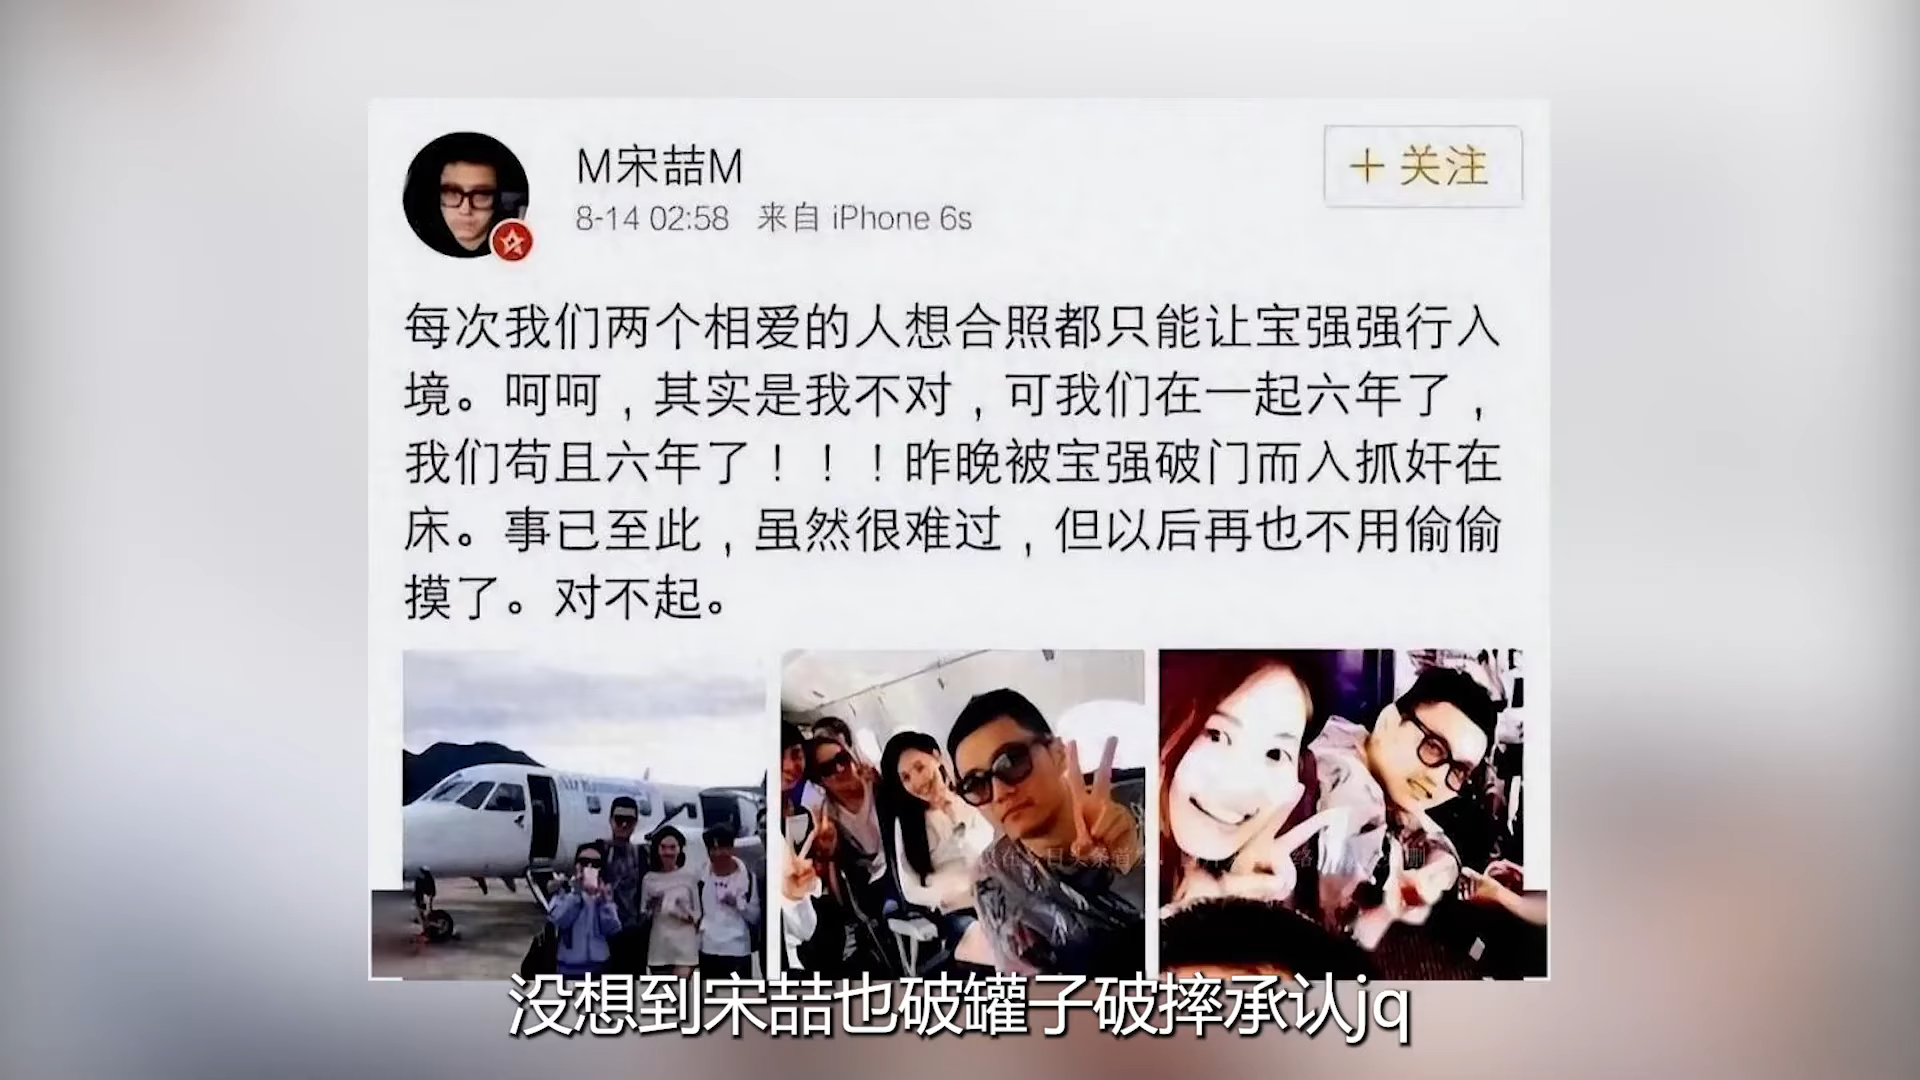 M宋喆M
8-14 02:58 来自 iPhone 6s
+ 关注
每次我们两个相爱的人想合照都只能让宝强强行入
境。呵呵，其实是我不对，可我们在一起六年了，
我们苟且六年了！！！昨晚被宝强破门而入抓奸在
床。事已至此，虽然很难过，但以后再也不用偷偷
摸了。对不起。
没想到宋喆也破罐子破摔承认jq